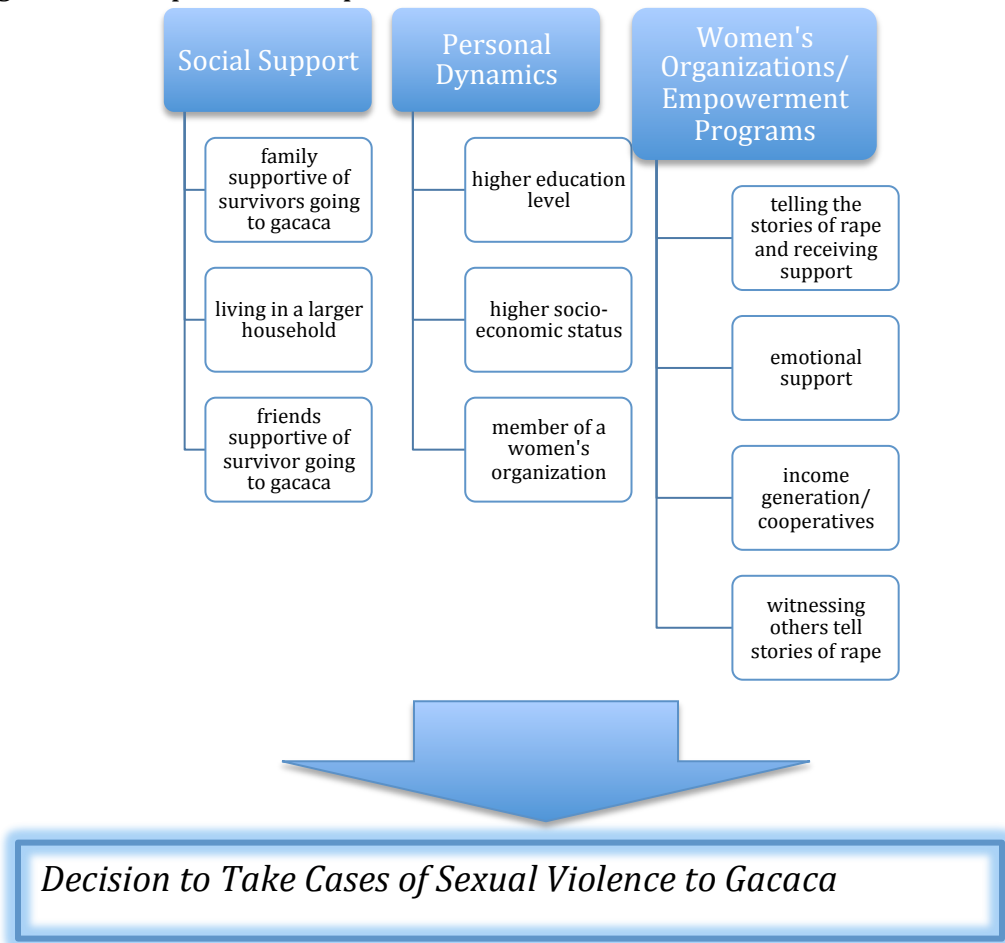 Social Support
family
supportive of
survivors going
to gacaca
living in a larger
household
friends
supportive of
survivor going
to gacaca
Personal
Dynamics
higher education
level
higher socio-
economic status
member of a
women's
organization
Women's
Organizations/
Empowerment
Programs
telling the
stories of rape
and receiving
support
emotional
support
income
generation/
cooperatives
witnessing
others tell
stories of rape
Decision to Take Cases of Sexual Violence to Gacaca